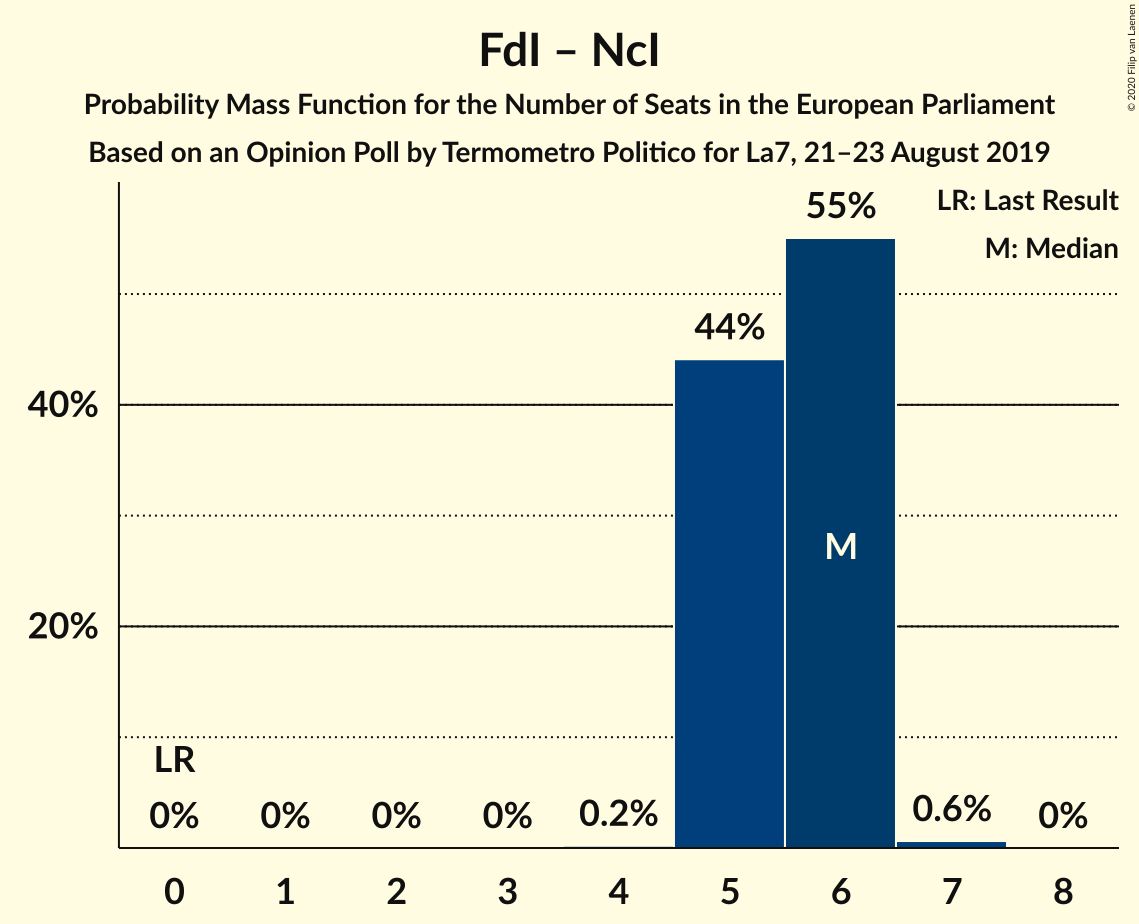 FdI – NcI
Probability Mass Function for the Number of Seats in the European Parliament
Based on an Opinion Poll by Termometro Politico for La7, 21–23 August 2019
© 2020 Filip van Laenen
LR: Last Result
M: Median
55%
44%
40%
M
20%
LR
0% 0% 0% 0% 0.2% 0.6% 0%
0 1 2 3 4 5 6 7 8